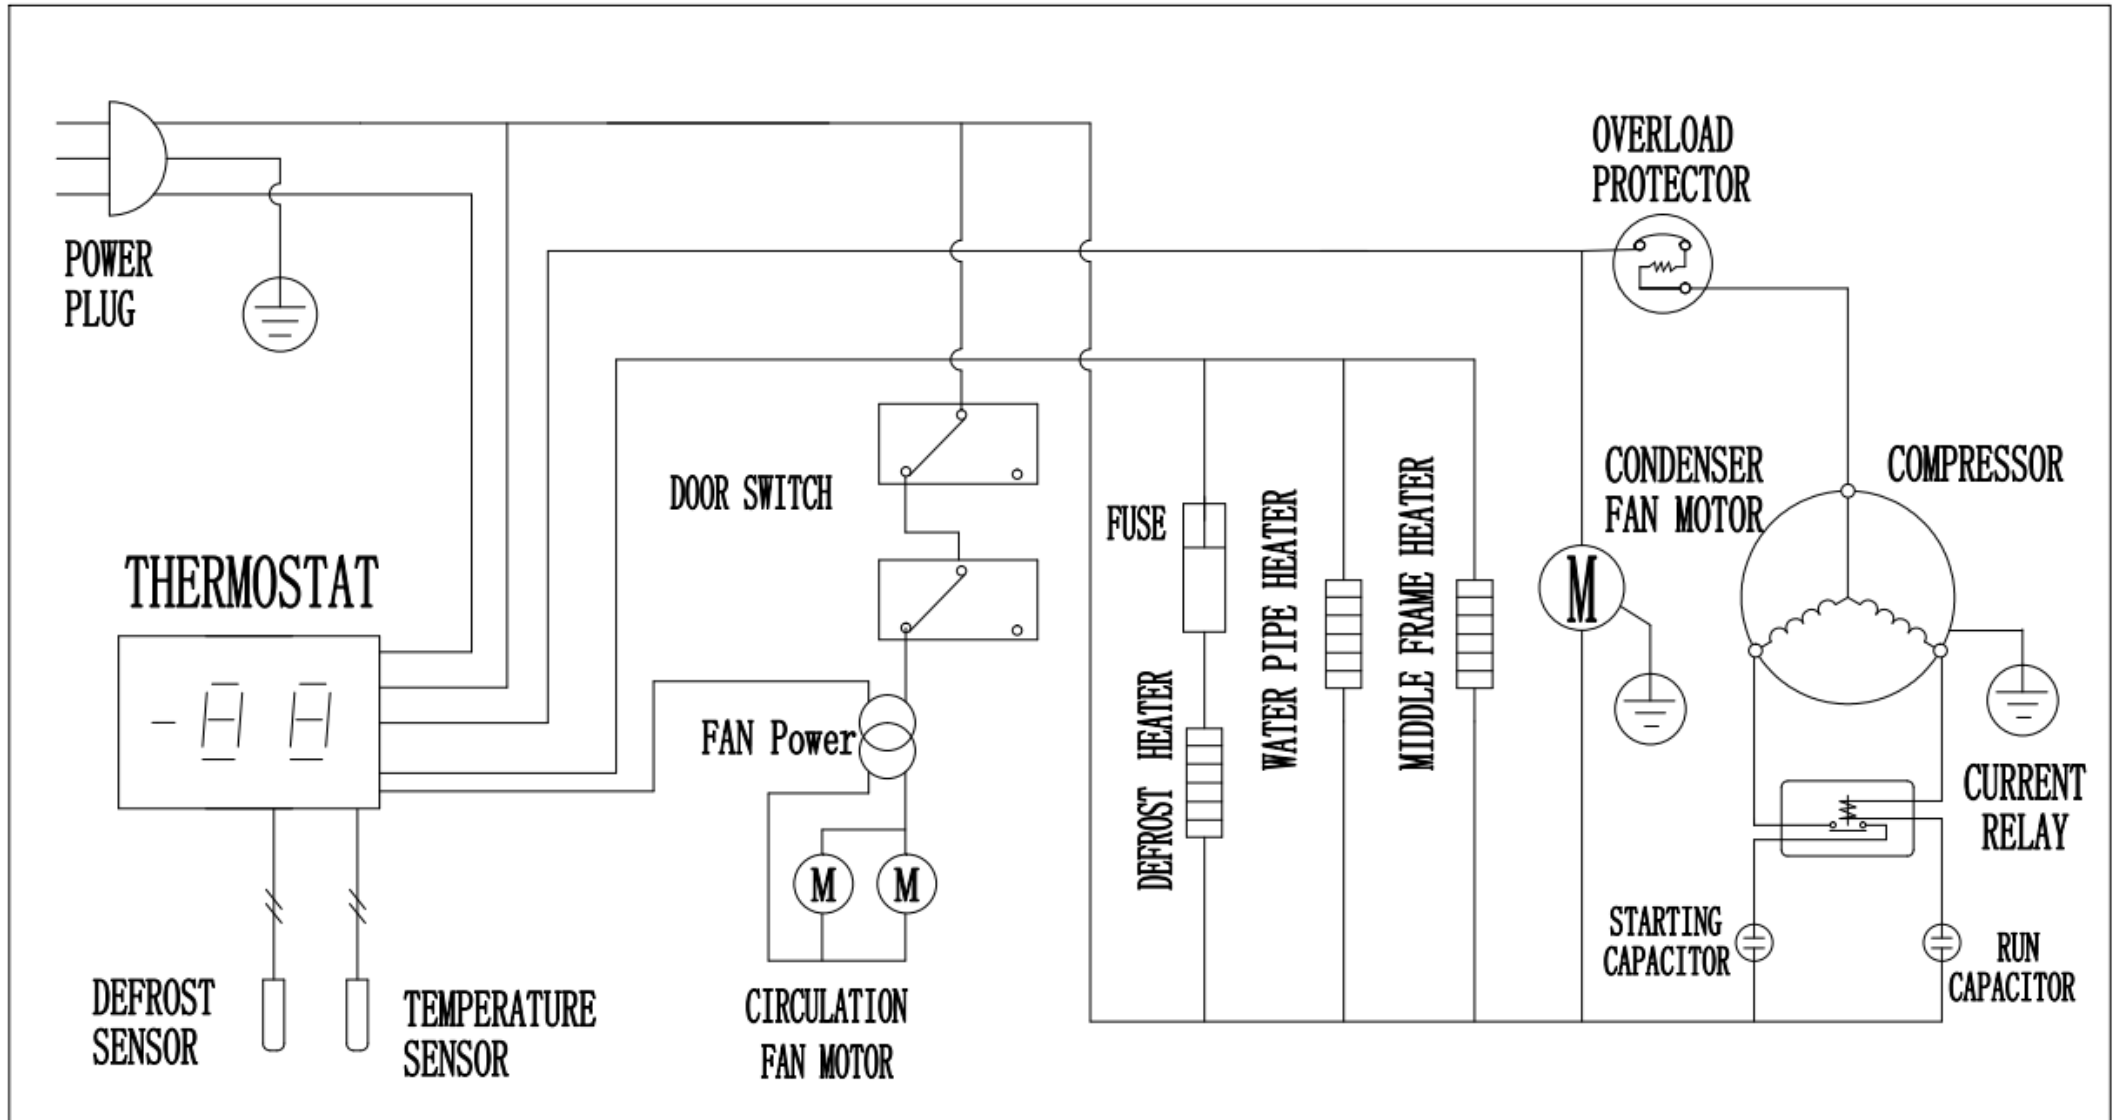 OVERLOAD
PROTECTOR
POWER
PLUG
DOOR SWITCH
THERMOSTAT
-88
FAN Power
FUSE
DEFROST HEATER
WATER PIPE HEATER
MIDDLE FRAME HEATER
CONDENSER
FAN MOTOR
M
COMPRESSOR
CURRENT
RELAY
M
M
STARTING
CAPACITOR
RUN
CAPACITOR
DEFROST
SENSOR
TEMPERATURE
SENSOR
CIRCULATION
FAN MOTOR